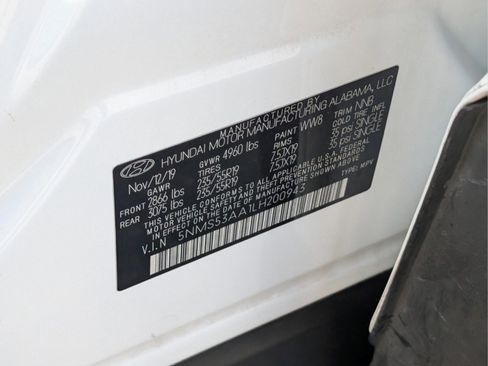 MANUFACTURED BY
HYUNDAI MOTOR MANUFACTURING ALABAMA, LLC
Nov/12/19 GVWR 4960 lbs PAINT WW8 TRIM NNB
GAWR TIRES RIMS COLD TIRE INFL
FRONT 2866 lbs 235/55R19 7.5JX19 35 psi SINGLE
REAR 3075 lbs 235/55R19 7.5JX19 35 psi SINGLE
THIS VEHICLE CONFORMS TO ALL APPLICABLE U.S. FEDERAL MOTOR
VEHICLE SAFETY STANDARDS IN EFFECT ON THE DATE OF
MANUFACTURE SHOWN ABOVE.
V.I.N 5NMS53AA1LH200943 TYPE: MPV